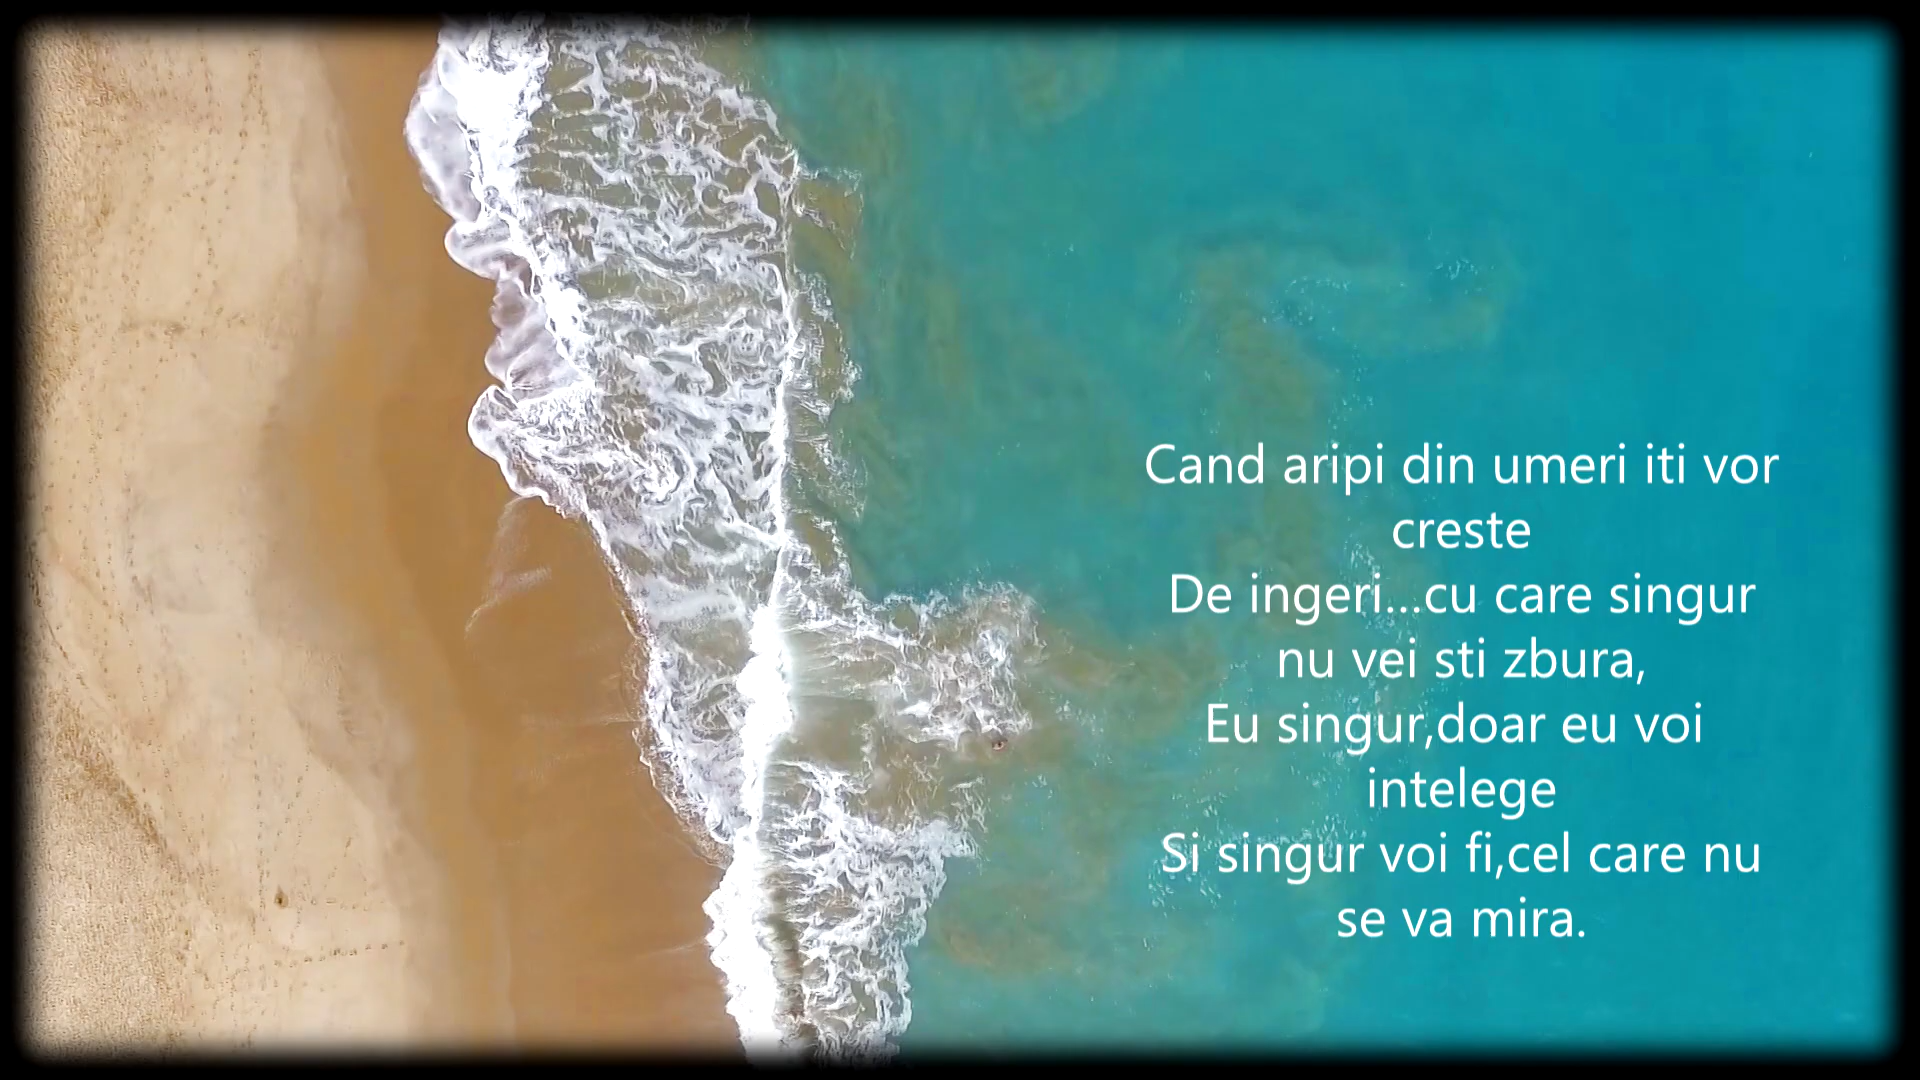 Cand aripi din umeri iti vor
creste
De ingeri...cu care singur
nu vei sti zbura,
Eu singur,doar eu voi
intelege
Si singur voi fi,cel care nu
se va mira.